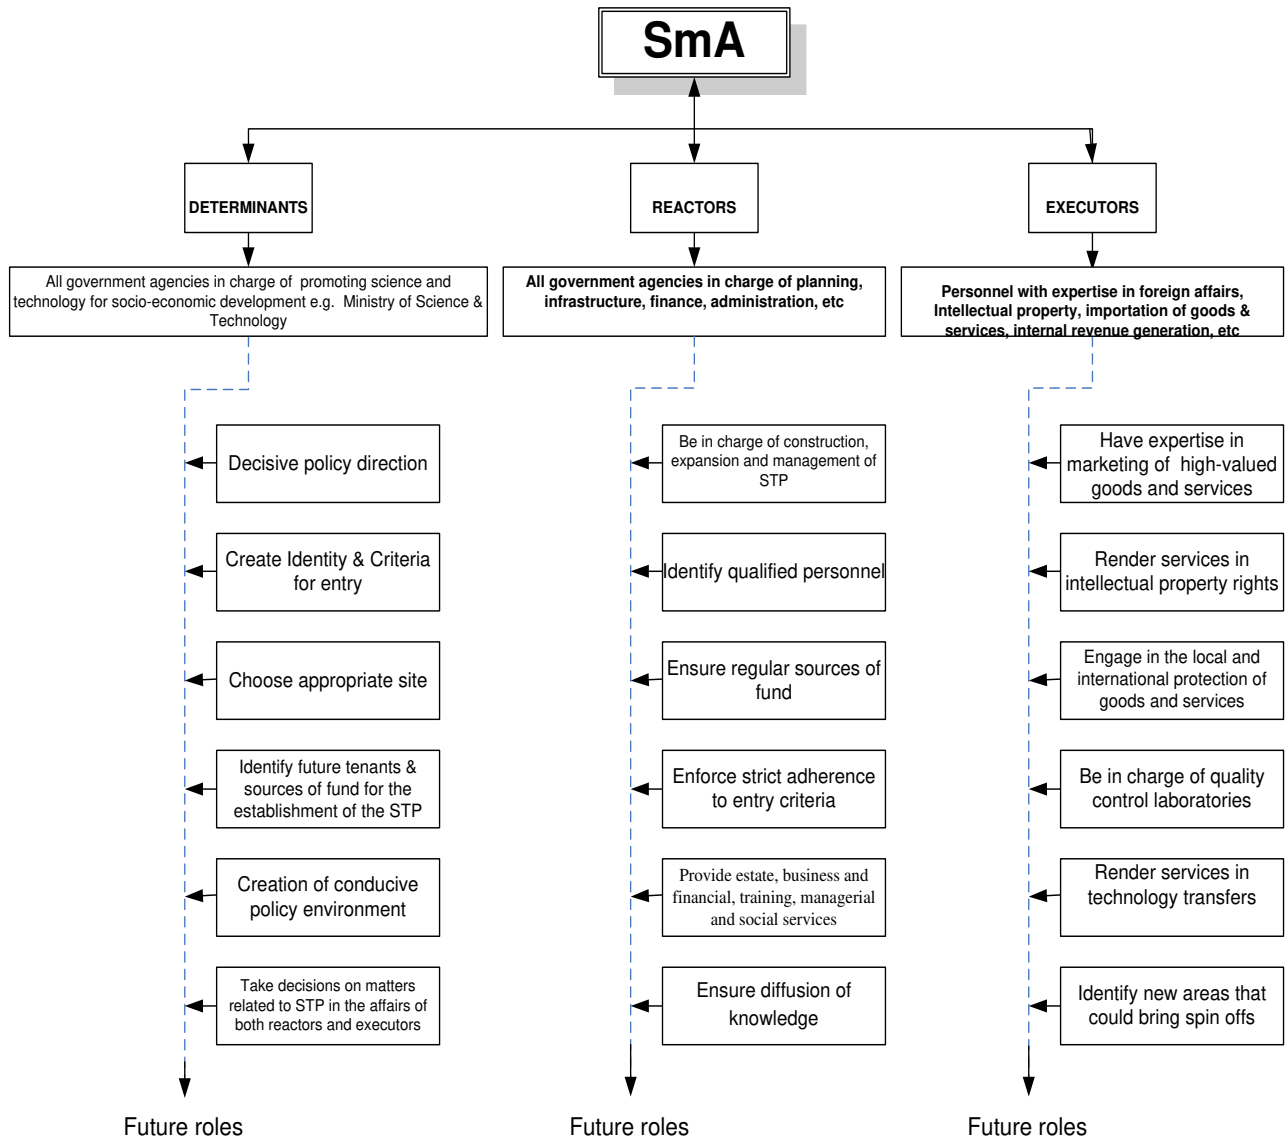 SmA
DETERMINANTS
REACTORS
EXECUTORS
All government agencies in charge of promoting science and
technology for socio-economic development e.g. Ministry of Science &
Technology
All government agencies in charge of planning,
infrastructure, finance, administration, etc
Personnel with expertise in foreign affairs,
Intellectual property, importation of goods &
services, internal revenue generation, etc
Decisive policy direction
Create Identity & Criteria
for entry
Choose appropriate site
Identify future tenants &
sources of fund for the
establishment of the STP
Creation of conducive
policy environment
Take decisions on matters
related to STP in the affairs of
both reactors and executors
Future roles
Be in charge of construction,
expansion and management of
STP
Identify qualified personnel
Ensure regular sources of
fund
Enforce strict adherence
to entry criteria
Provide estate, business and
financial, training, managerial
and social services
Ensure diffusion of
knowledge
Future roles
Have expertise in
marketing of high-valued
goods and services
Render services in
intellectual property rights
Engage in the local and
international protection of
goods and services
Be in charge of quality
control laboratories
Render services in
technology transfers
Identify new areas that
could bring spin offs
Future roles